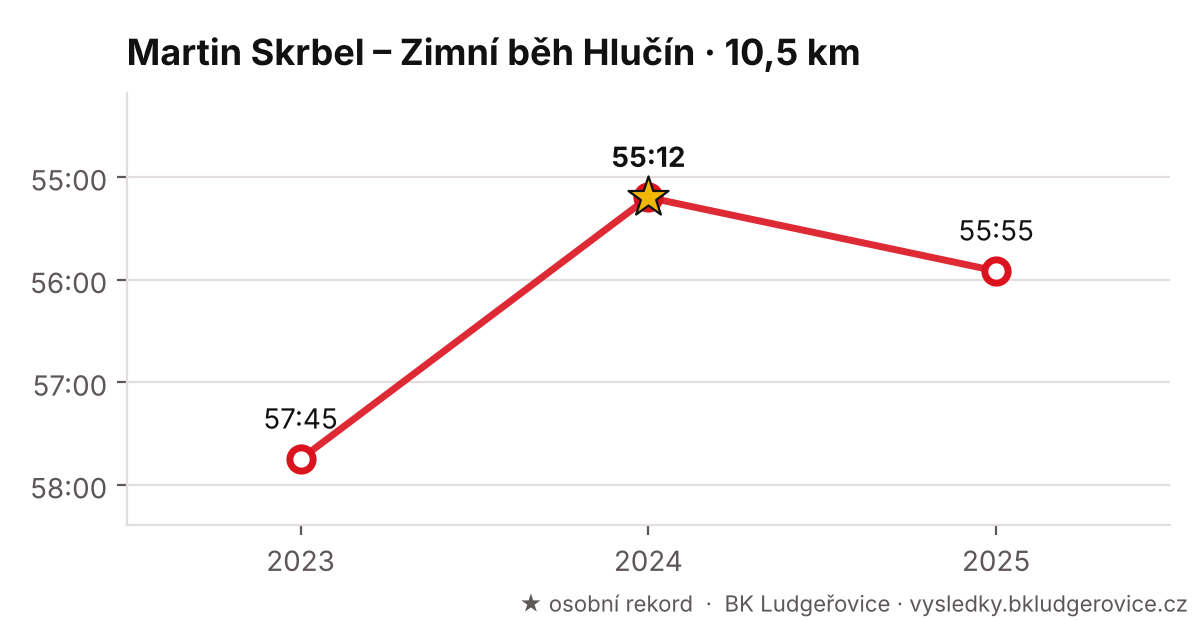 Martin Skrbel – Zimní běh Hlučín · 10,5 km
55:12
55:00
55:55
56:00
57:00
57:45
58:00
2023 2024 2025
★ osobní rekord · BK Ludgeřovice · vysledky.bkludgerovice.cz